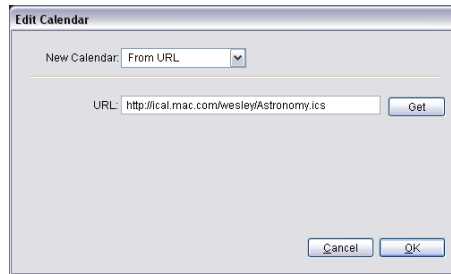 Edit Calendar
New Calendar: From URL
URL: http://ical.mac.com/wesley/Astronomy.ics Get
Cancel OK